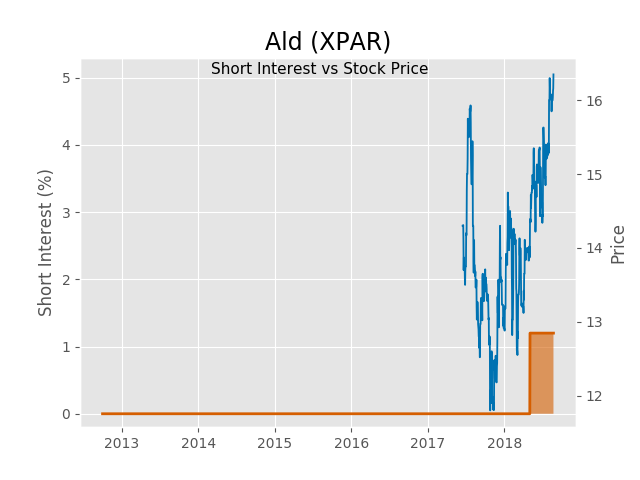 Ald (XPAR)
Short Interest vs Stock Price
Short Interest (%)
5
4
3
2
1
0
16
15
14
13
12
Price
2013 2014 2015 2016 2017 2018